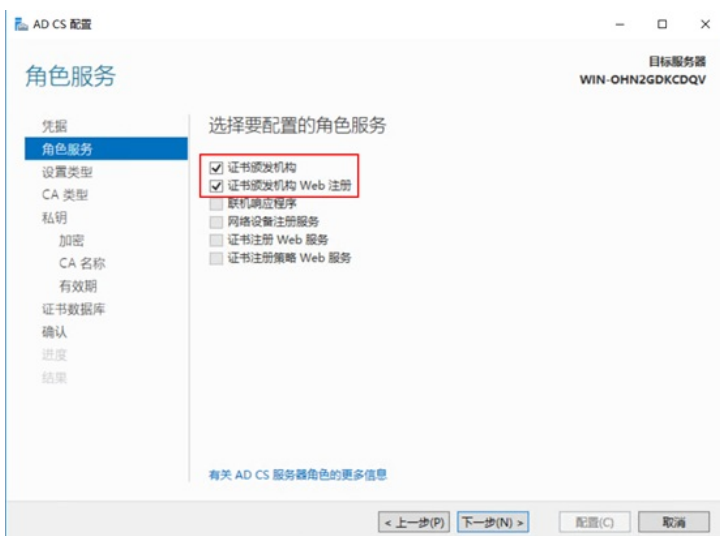 AD CS 配置
角色服务
目标服务器
WIN-OHN2GDKCDQV
凭据
角色服务
设置类型
CA 类型
私钥
加密
CA 名称
有效期
证书数据库
确认
进度
结果
选择要配置的角色服务
证书颁发机构
证书颁发机构 Web 注册
联机响应程序
网络设备注册服务
证书注册 Web 服务
证书注册策略 Web 服务
有关 AD CS 服务器角色的更多信息
< 上一步(P)
下一步(N) >
配置(C)
取消